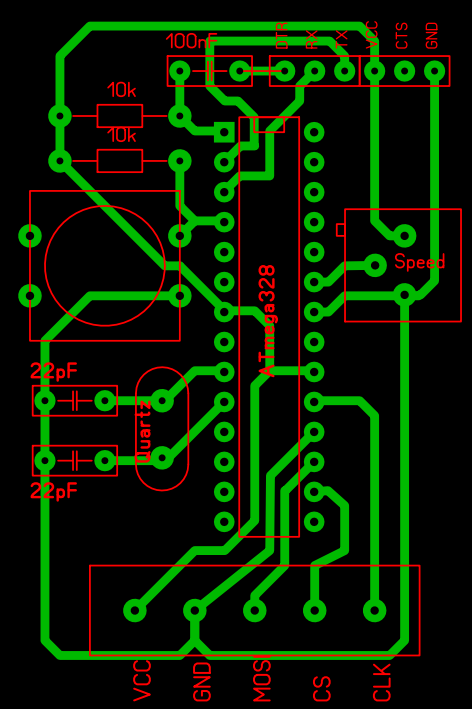 100nF
DTR
RX
TX
VCC
CTS
GND
10k
10k
Speed
ATmega328
22pF
Quartz
22pF
VCC
GND
MOSI
CS
CLK